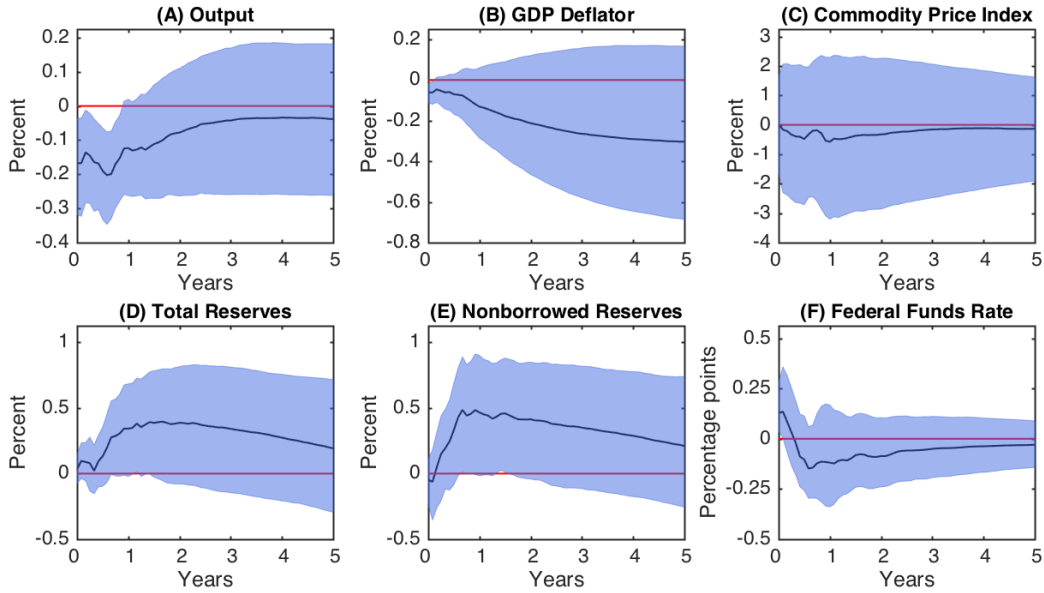 (A) Output
Percent
0.2
0.1
0
-0.1
-0.2
-0.3
-0.4
0 1 2 3 4 5
Years
(B) GDP Deflator
Percent
0.2
0
-0.2
-0.4
-0.6
-0.8
0 1 2 3 4 5
Years
(C) Commodity Price Index
Percent
3
2
1
0
-1
-2
-3
-4
0 1 2 3 4 5
Years
(D) Total Reserves
Percent
1
0.5
0
-0.5
0 1 2 3 4 5
Years
(E) Nonborrowed Reserves
Percent
1
0.5
0
-0.5
0 1 2 3 4 5
Years
(F) Federal Funds Rate
Percentage points
0.5
0.25
0
-0.25
-0.5
0 1 2 3 4 5
Years